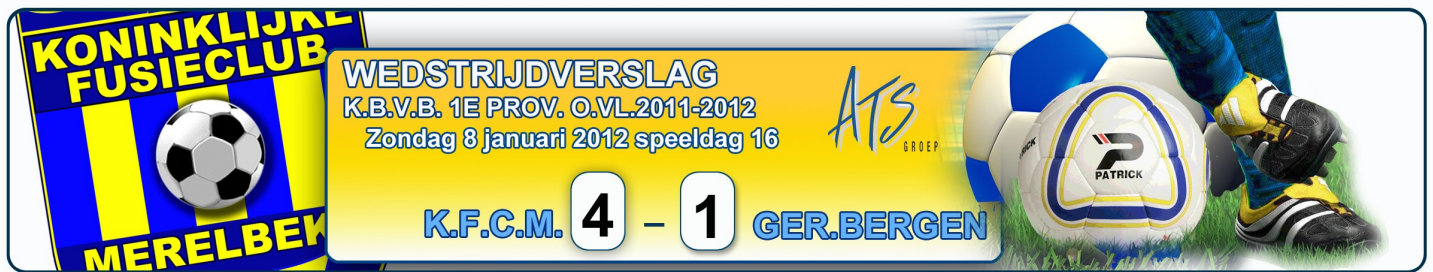 KONINKLIJKE
FUSIECLUB
MERELBEK
WEDSTRIJDVERSLAG
K.B.V.B. 1E PROV. O.VL.2011-2012
Zondag 8 januari 2012 speeldag 16
ATS
GROEP
K.F.C.M. 4 – 1 GER.BERGEN
PATRICK